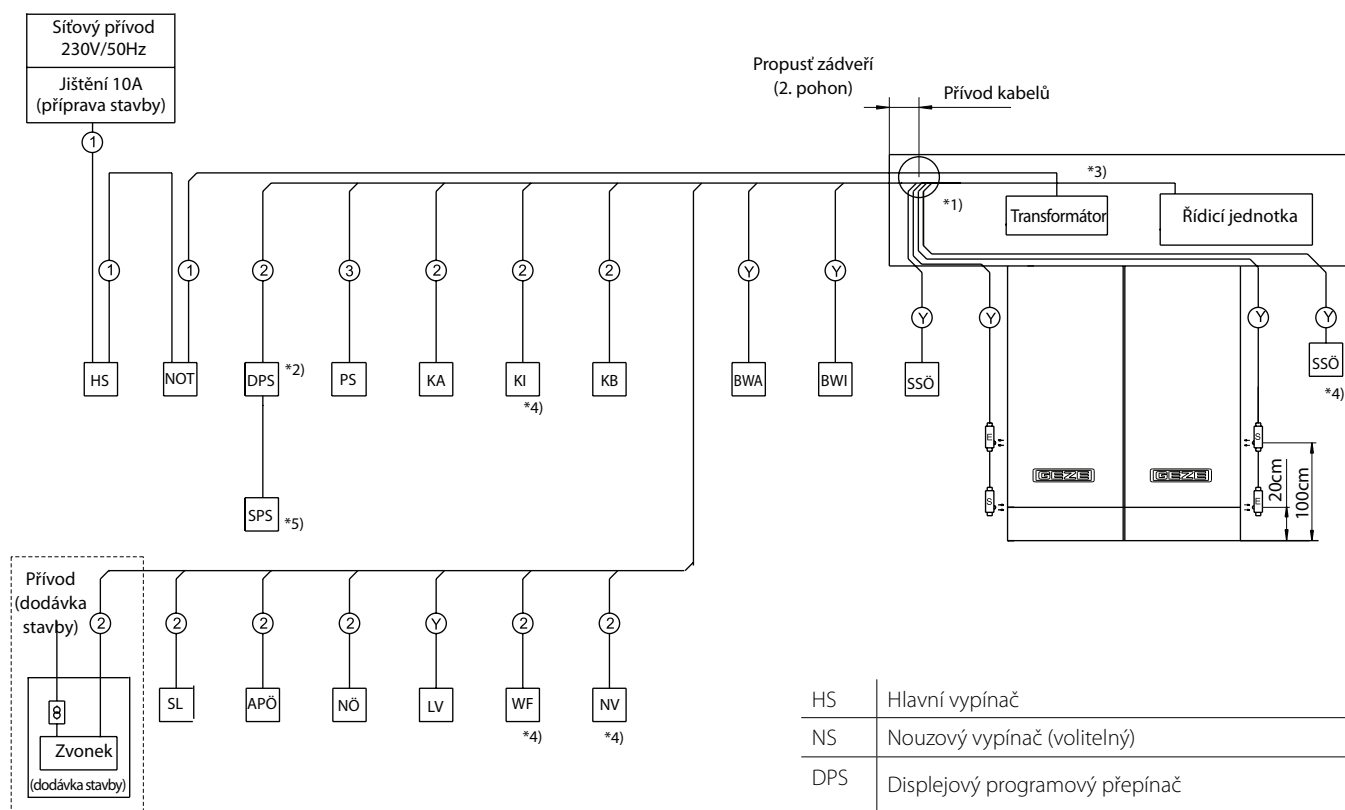 Síťový přívod
230V/50Hz
Jištění 10A
(příprava stavby)
Propusť zádveří
(2. pohon)
Přívod kabelů
1
*3)
*1)
Transformátor
Řídicí jednotka
1
1
2
3
2
2
2
Y
Y
Y
Y
Y
Y
HS
NOT
DPS
*2)
PS
KA
KI
*4)
KB
BWA
BWI
SSÖ
SSÖ
*4)
E
S
S
E
GEZE
GEZE
20cm
100cm
SPS
*5)
Přívod
(dodávka
stavby)
2
2
2
2
Y
2
2
8
Zvonek
(dodávka stavby)
SL
APÖ
NÖ
LV
WF
*4)
NV
*4)
HS Hlavní vypínač
NS Nouzový vypínač (volitelný)
DPS Displejový programový přepínač